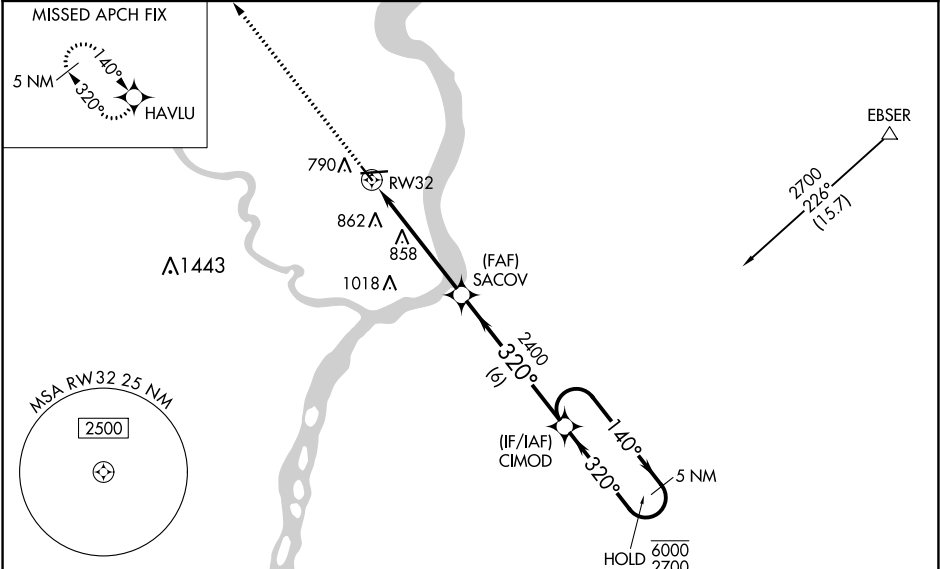 MISSED APCH FIX
5 NM
140°
320°
HAVLU
EBSER
2700
226°
(15.7)
790
RW32
862
858
1443
1018
(FAF)
SACOV
2400
320°
(6)
MSA RW32 25 NM
2500
(IF/IAF)
CIMOD
140°
320°
5 NM
HOLD 6000
2700